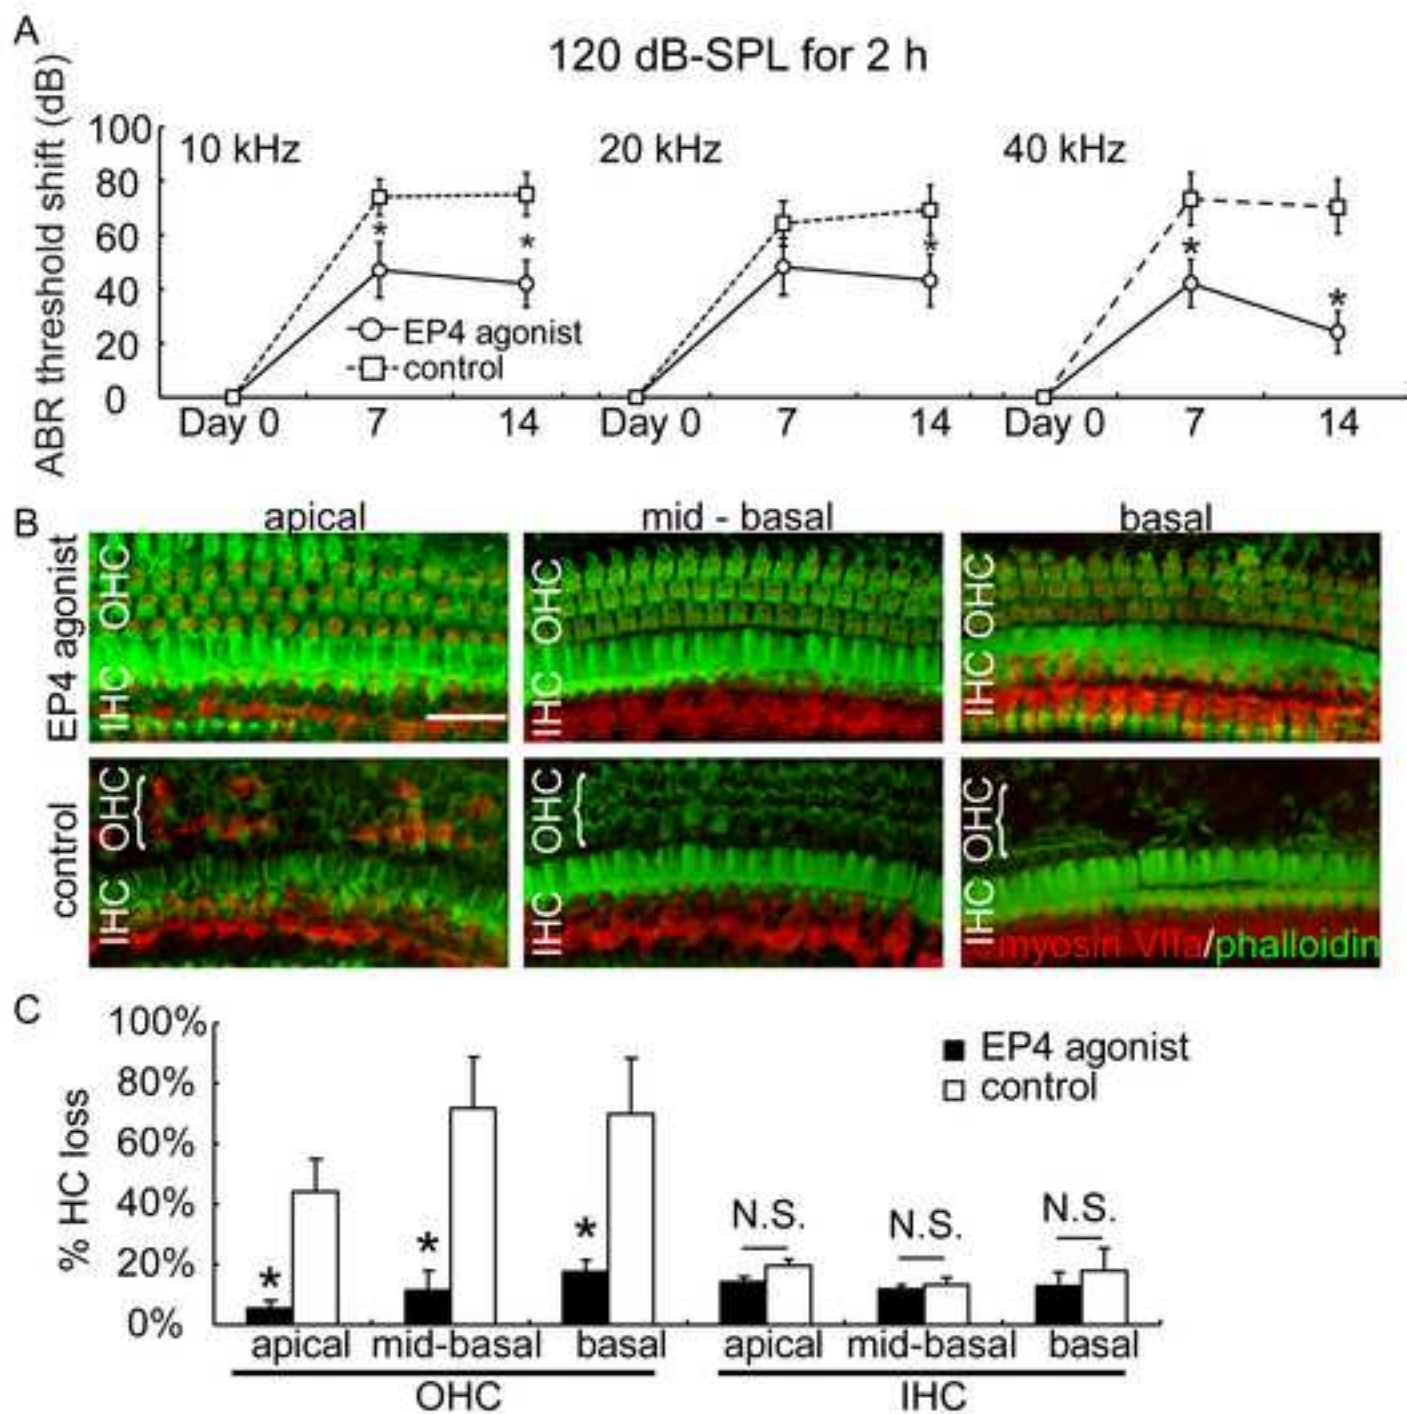 A
120 dB-SPL for 2 h
ABR threshold shift (dB)
100
80
60
40
20
0
10 kHz
20 kHz
40 kHz
*
*
*
*
*
EP4 agonist
control
Day 0
7
14
Day 0
7
14
Day 0
7
14
B
apical
mid - basal
basal
EP4 agonist
IHC OHC
IHC OHC
IHC OHC
control
IHC OHC
IHC OHC
IHC OHC
myosin VIIa/phalloidin
C
% HC loss
100%
80%
60%
40%
20%
0%
EP4 agonist
control
*
*
*
N.S.
N.S.
N.S.
apical
mid-basal
basal
apical
mid-basal
basal
OHC
IHC